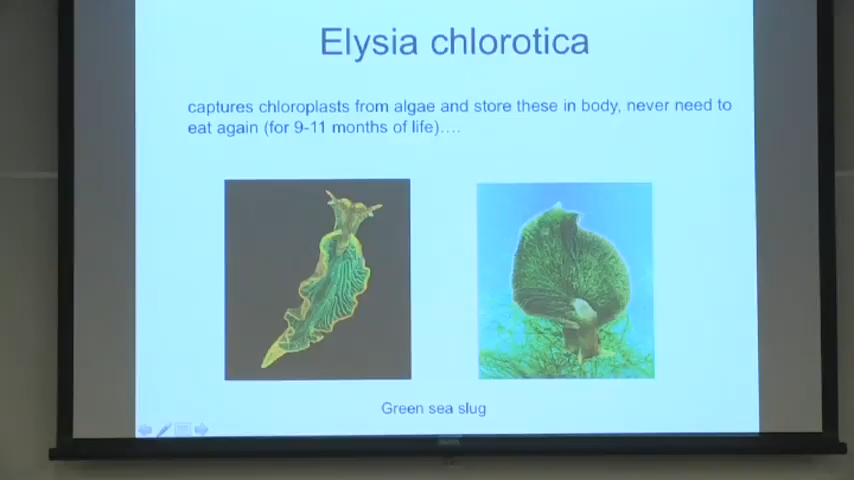 Elysia chlorotica
captures chloroplasts from algae and store these in body, never need to
eat again (for 9-11 months of life)….
Green sea slug